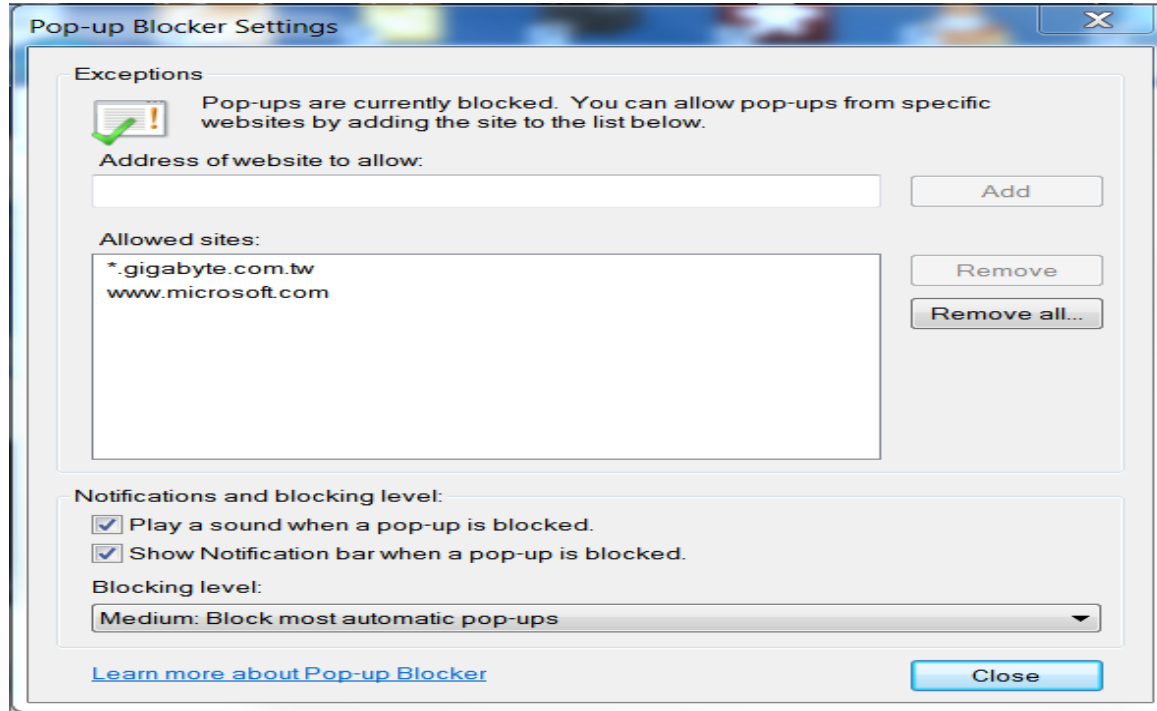 Pop-up Blocker Settings
Exceptions
Pop-ups are currently blocked. You can allow pop-ups from specific
websites by adding the site to the list below.
Address of website to allow:
Add
Allowed sites:
*.gigabyte.com.tw
www.microsoft.com
Remove
Remove all...
Notifications and blocking level:
Play a sound when a pop-up is blocked.
Show Notification bar when a pop-up is blocked.
Blocking level:
Medium: Block most automatic pop-ups
Learn more about Pop-up Blocker
Close